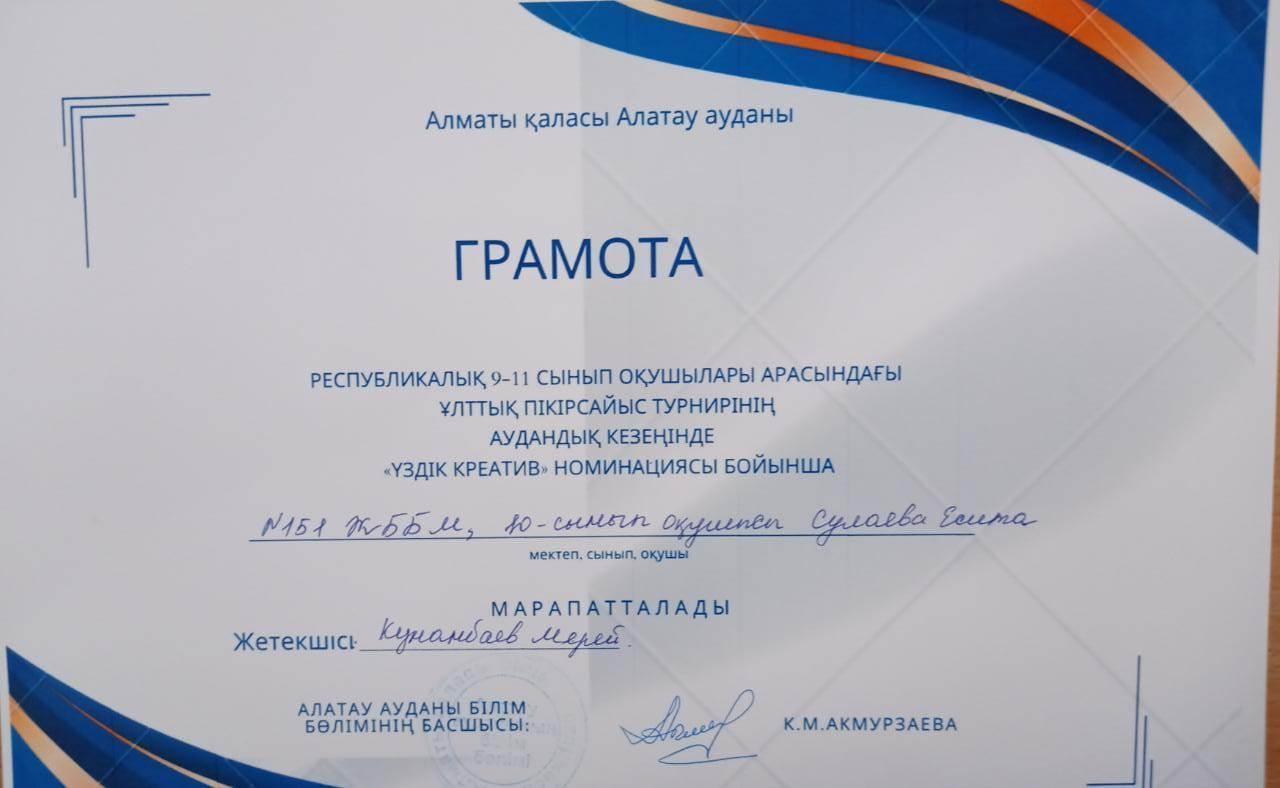 Алматы қаласы Алатау ауданы
ГРАМОТА
РЕСПУБЛИКАЛЫҚ 9-11 СЫНЫП ОҚУШЫЛАРЫ АРАСЫНДАҒЫ
ҰЛТТЫҚ ПІКІРСАЙЫС ТУРНИРІНІҢ
АУДАНДЫҚ КЕЗЕҢІНДЕ
«ҮЗДІК КРЕАТИВ» НОМИНАЦИЯСЫ БОЙЫНША
№151 ЖББМ, 10-сынып оқушысы Сулаева
мектеп, сынып, оқушы
МАРАПАТТАЛАДЫ
Жетекшісі Кунанбаев Мерей.
АЛАТАУ АУДАНЫ БІЛІМ
БӨЛІМІНІҢ БАСШЫСЫ:
К.М.АКМУРЗАЕВА